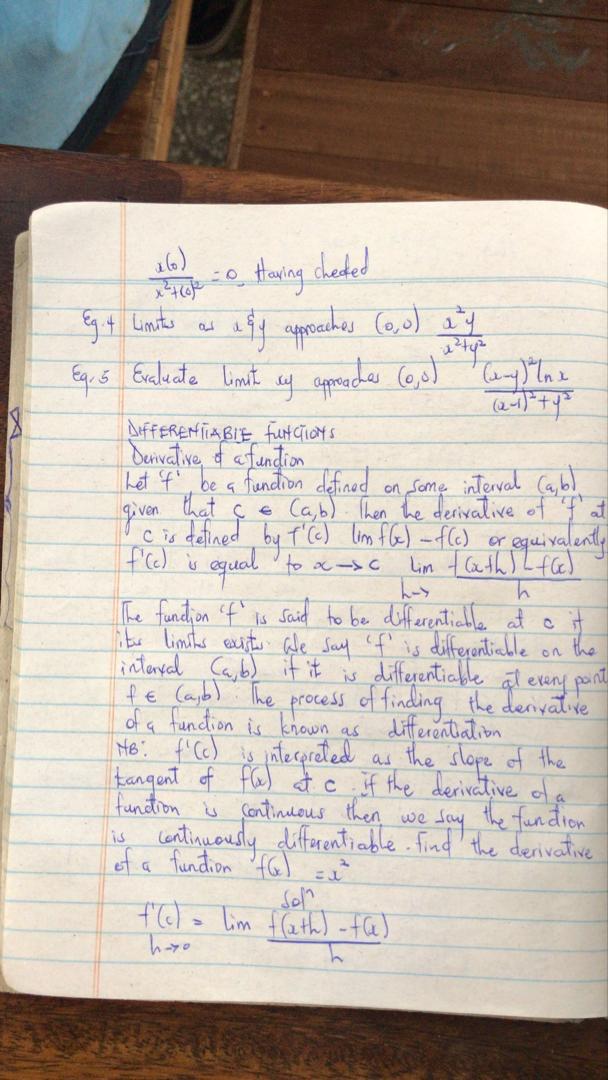 x(0)/x²+(0)² = 0. Having checked
Eg.4 Limits as x & y approaches (0,0) x²y/x²+y²
Eg.5 Evaluate limit xy approaches (0,0) (x-y)² ln x/(x-1)²+y²
DIFFERENTIABLE FUNCTIONS
Derivative of a function
Let 'f' be a function defined on some interval (a,b)
given that c ∈ (a,b). Then the derivative of 'f' at
c is defined by f'(c) lim f(x) - f(c) or equivalently
f'(c) is equal to x → c lim f(x+h) - f(x)/h
h→
The function 'f' is said to be differentiable at c if
its limits exists. We say 'f' is differentiable on the
interval (a,b) if it is differentiable at every point
f ∈ (a,b). The process of finding the derivative
of a function is known as differentiation
NB: f'(c) is interpreted as the slope of the
tangent of f(x) at c. if the derivative of a
function is continuous then we say the function
is continuously differentiable. find the derivative
of a function f(x) = x²
Solⁿ
f'(c) = lim f(x+h) - f(x)/h
h→0